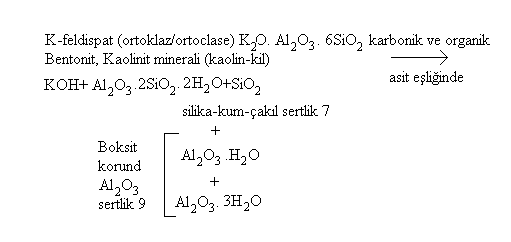 K-feldispat (ortoklaz/ortoclase) K₂O. Al₂O₃. 6SiO₂ karbonik ve organik
asit eşliğinde
Bentonit, Kaolinit minerali (kaolin-kil)
KOH+ Al₂O₃.2SiO₂.2H₂O+SiO₂
silika-kum-çakıl sertlik 7
+
Boksit
korund
Al₂O₃
sertlik 9
Al₂O₃.H₂O
+
Al₂O₃. 3H₂O